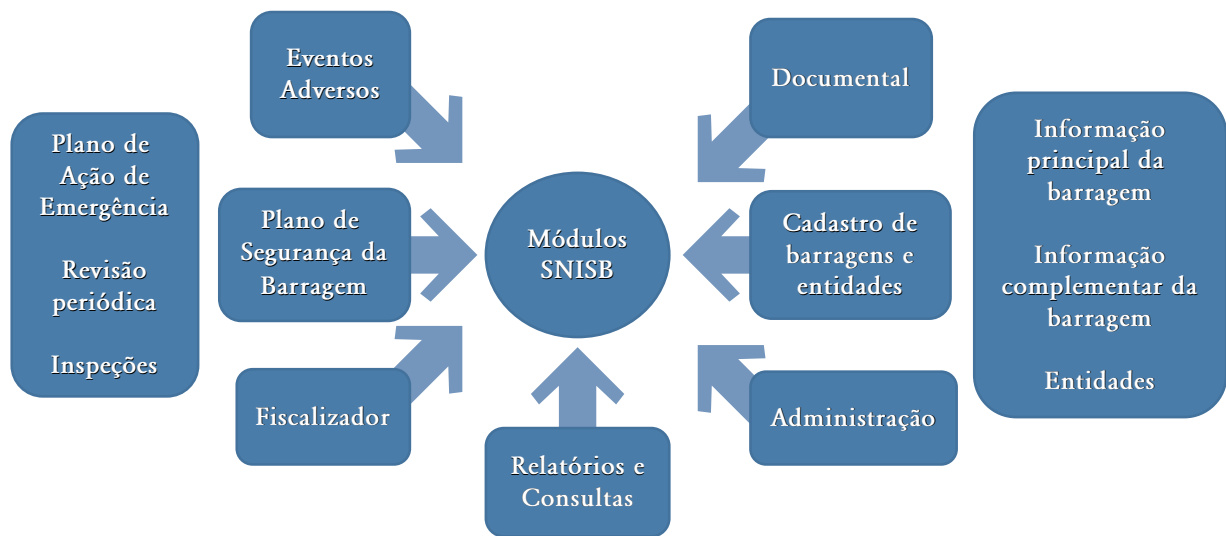 Eventos
Adversos
Documental
Plano de
Ação de
Emergência
Revisão
periódica
Inspeções
Plano de
Segurança da
Barragem
Módulos
SNISB
Cadastro de
barragens e
entidades
Informação
principal da
barragem
Informação
complementar da
barragem
Entidades
Fiscalizador
Relatórios e
Consultas
Administração